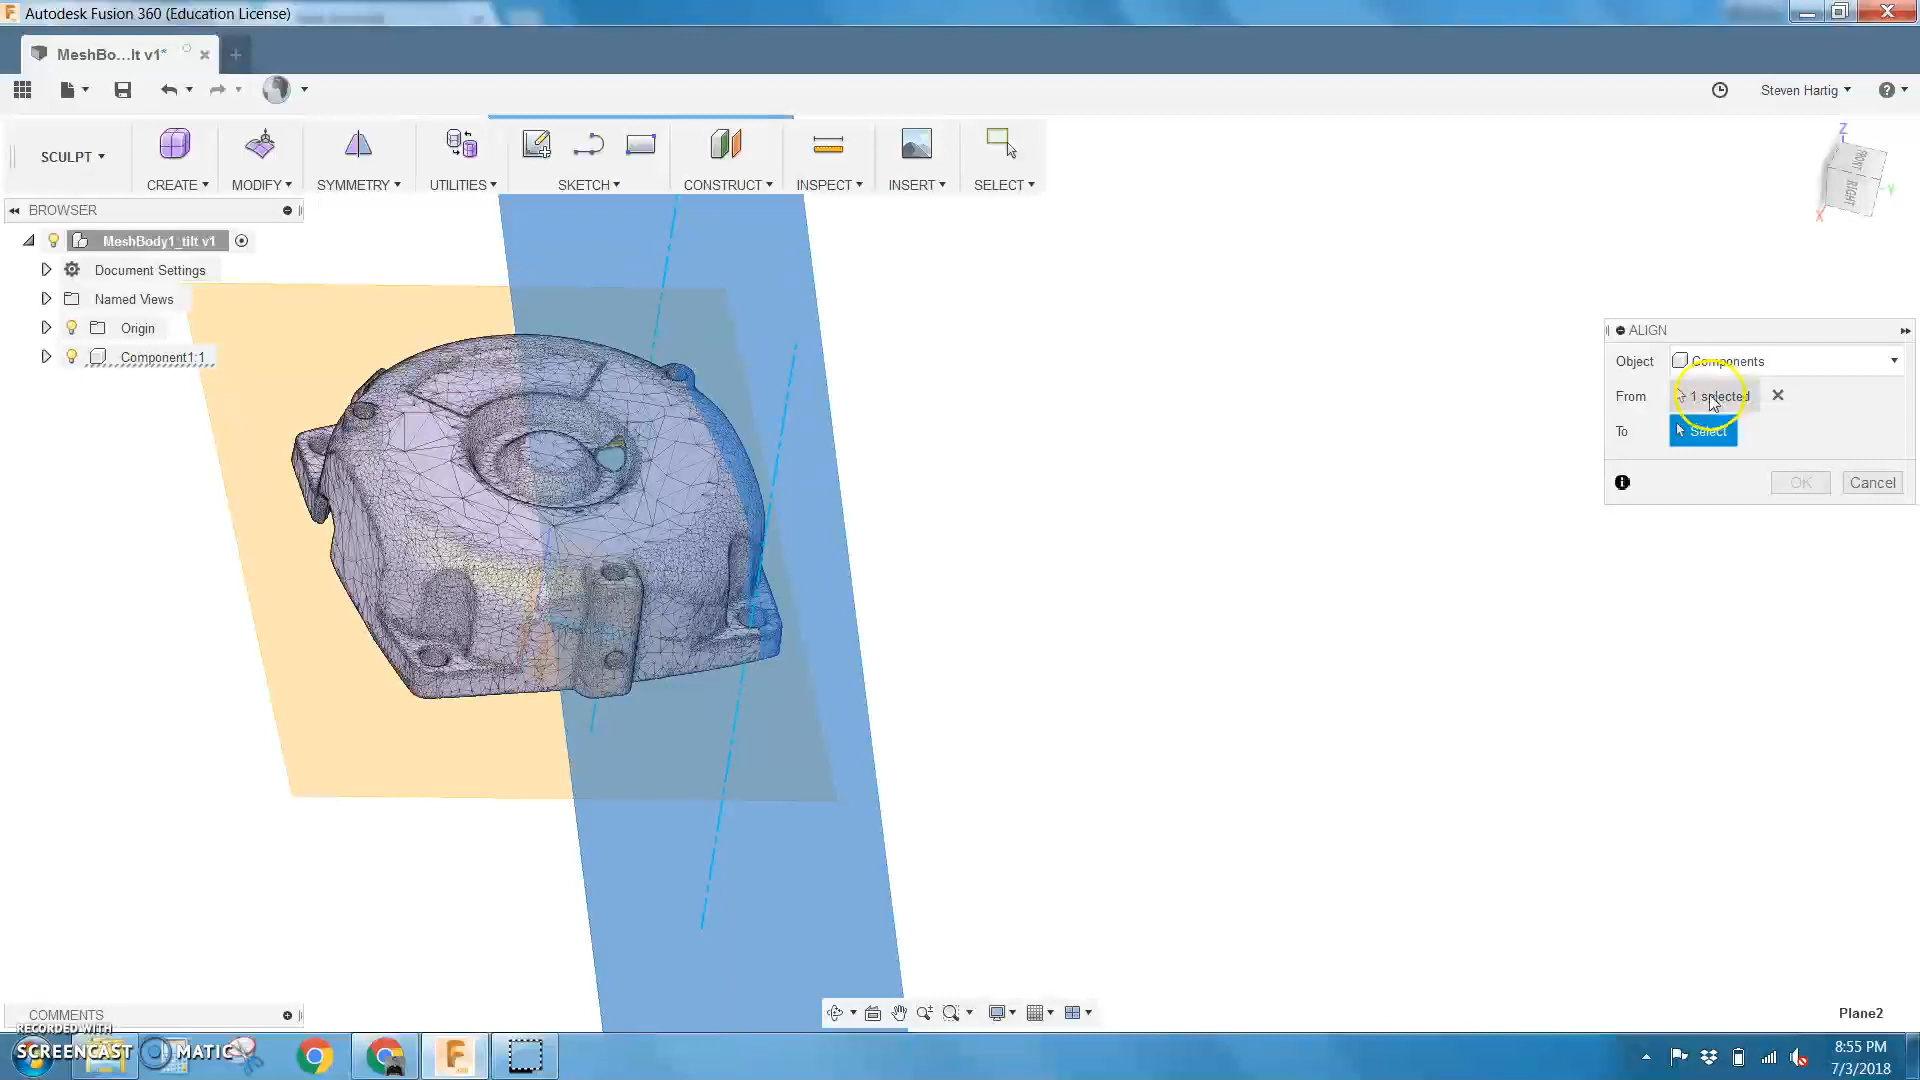 Autodesk Fusion 360 (Education License)
MeshBo...lt v1*
Steven Hartig
SCULPT
CREATE
MODIFY
SYMMETRY
UTILITIES
SKETCH
CONSTRUCT
INSPECT
INSERT
SELECT
Z
FRONT
RIGHT
Y
X
BROWSER
MeshBody1_tilt v1
Document Settings
Named Views
Origin
Component1:1
ALIGN
Object Components
From 1 selected
To Select
OK Cancel
COMMENTS
Plane2
RECORDED WITH
SCREENCAST MATIC
8:55 PM
7/3/2018